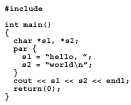 #include
int main()
{
char *s1, *s2;
par {
s1 = "hello, ";
s2 = "world\n";
}
cout << s1 << s2 << endl;
return(0);
}